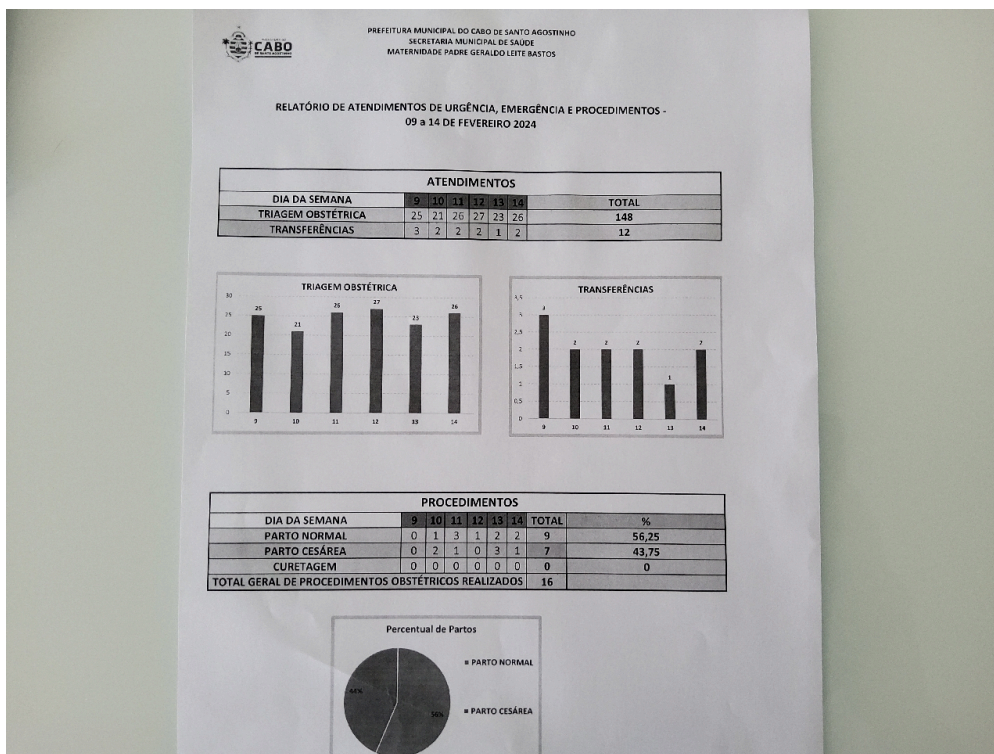 CABO
DE SANTO AGOSTINHO
PREFEITURA MUNICIPAL DO CABO DE SANTO AGOSTINHO
SECRETARIA MUNICIPAL DE SAÚDE
MATERNIDADE PADRE GERALDO LEITE BASTOS
RELATÓRIO DE ATENDIMENTOS DE URGÊNCIA, EMERGÊNCIA E PROCEDIMENTOS -
09 a 14 DE FEVEREIRO 2024
ATENDIMENTOS
DIA DA SEMANA 9 10 11 12 13 14 TOTAL
TRIAGEM OBSTÉTRICA 25 21 26 27 23 26 148
TRANSFERÊNCIAS 3 2 2 2 1 2 12
TRIAGEM OBSTÉTRICA
30
25
20
15
10
5
0
25 21 26 27 23 26
9 10 11 12 13 14
TRANSFERÊNCIAS
3,5
3
2,5
2
1,5
1
0,5
0
3 2 2 2 1 2
9 10 11 12 13 14
PROCEDIMENTOS
DIA DA SEMANA 9 10 11 12 13 14 TOTAL %
PARTO NORMAL 0 1 3 1 2 2 9 56,25
PARTO CESÁREA 0 2 1 0 3 1 7 43,75
CURETAGEM 0 0 0 0 0 0 0 0
TOTAL GERAL DE PROCEDIMENTOS OBSTÉTRICOS REALIZADOS 16
Percentual de Partos
44%
56%
PARTO NORMAL
PARTO CESÁREA